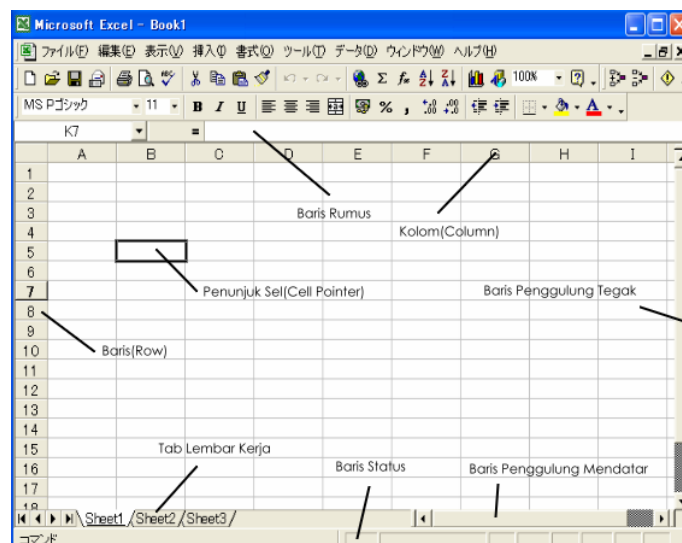 Microsoft Excel - Book1
ファイル(F) 編集(E) 表示(V) 挿入(I) 書式(O) ツール(T) データ(D) ウィンドウ(W) ヘルプ(H)
100%
MS Pゴシック 11 B I U % ,
K7 =
A B C D E F G H I
1
2
3 Baris Rumus
4 Kolom(Column)
5
6
7 Penunjuk Sel(Cell Pointer) Baris Penggulung Tegak
8
9
10 Baris(Row)
11
12
13
14
15 Tab Lembar Kerja
16 Baris Status Baris Penggulung Mendatar
17
18
Sheet1 Sheet2 Sheet3
コマンド